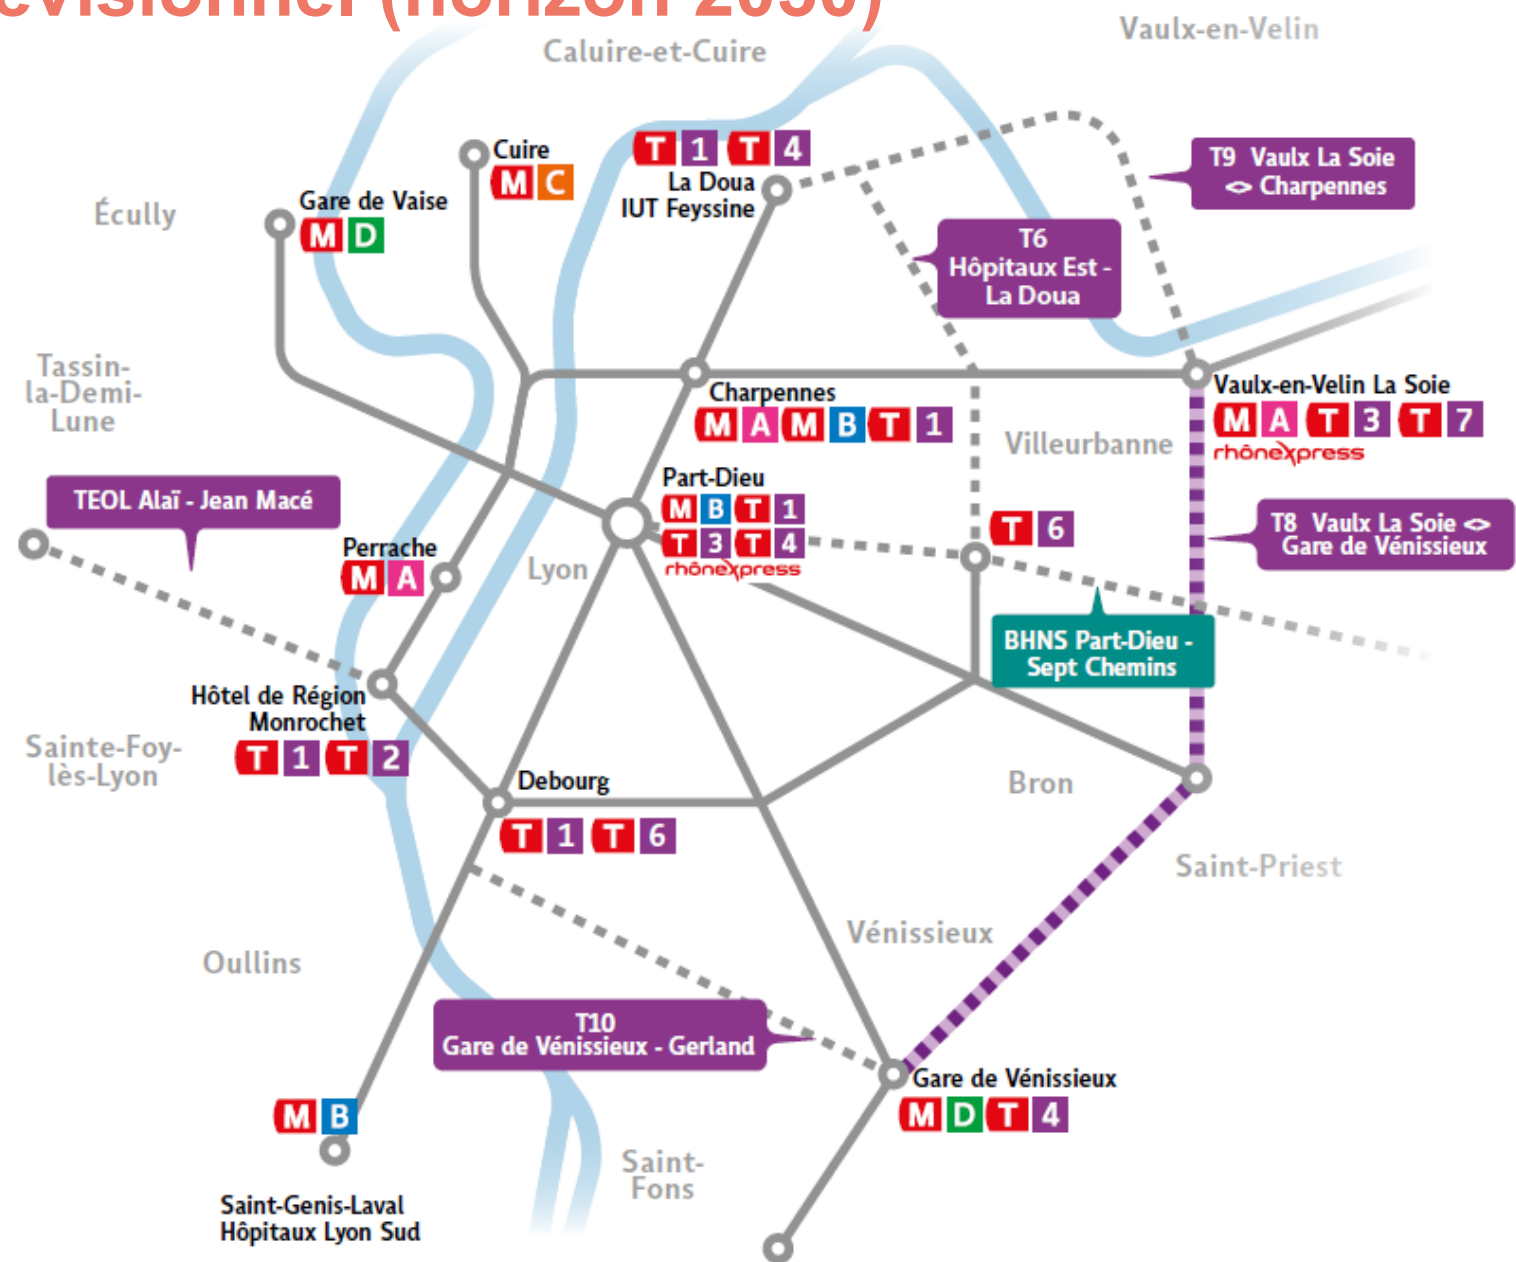 évisionnel (horizon 2030)
Vaulx-en-Velin
Caluire-et-Cuire
T 1 T 4
La Doua
IUT Feyssine
Cuire
M C
T9 Vaulx La Soie
<> Charpennes
Gare de Vaise
M D
Écully
T6
Hôpitaux Est -
La Doua
Tassin-
la-Demi-
Lune
Charpennes
M A M B T 1
Vaulx-en-Velin La Soie
M A T 3 T 7
rhônexpress
Villeurbanne
TEOL Alaï - Jean Macé
Part-Dieu
M B T 1
T 3 T 4
rhônexpress
T 6
T8 Vaulx La Soie <>
Gare de Vénissieux
Perrache
M A
Lyon
BHNS Part-Dieu -
Sept Chemins
Hôtel de Région
Monrochet
T 1 T 2
Sainte-Foy-
lès-Lyon
Debourg
T 1 T 6
Bron
Saint-Priest
Vénissieux
Oullins
T10
Gare de Vénissieux - Gerland
Gare de Vénissieux
M D T 4
M B
Saint-Genis-Laval
Hôpitaux Lyon Sud
Saint-
Fons